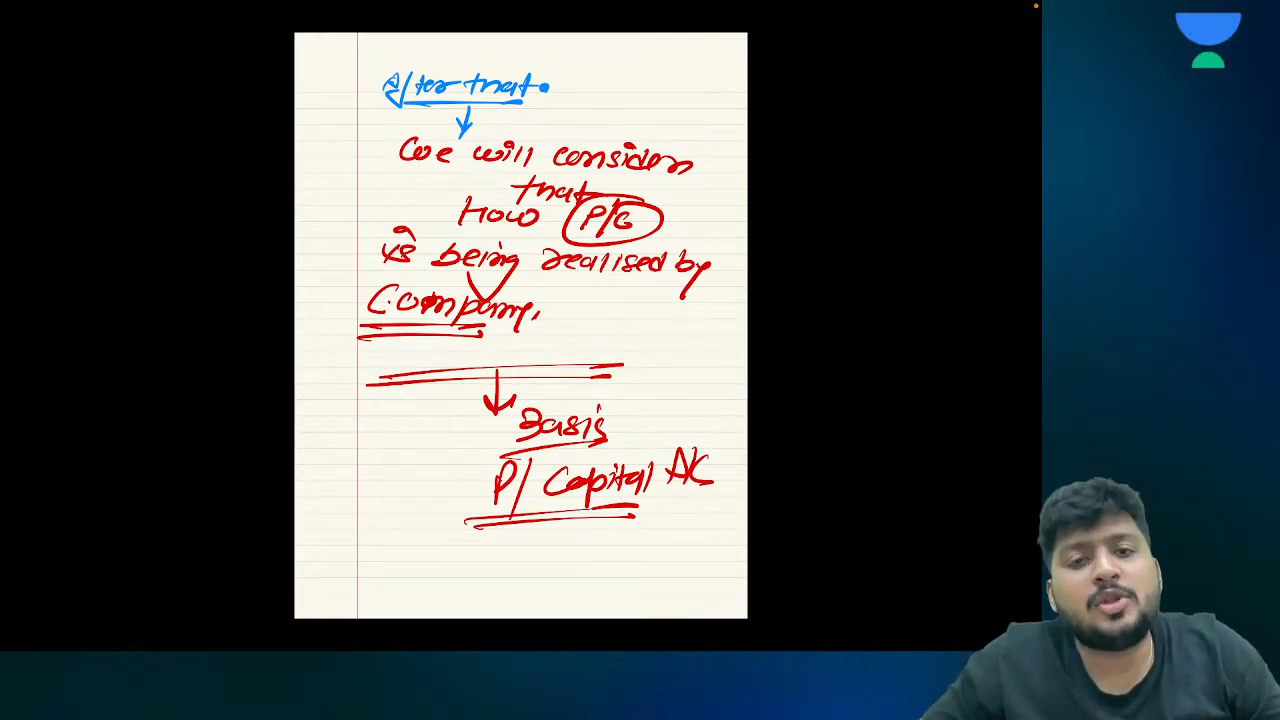 After that.
we will consider
that
How P/C
is being realised by
Company.
Basis
P/ Capital A/C